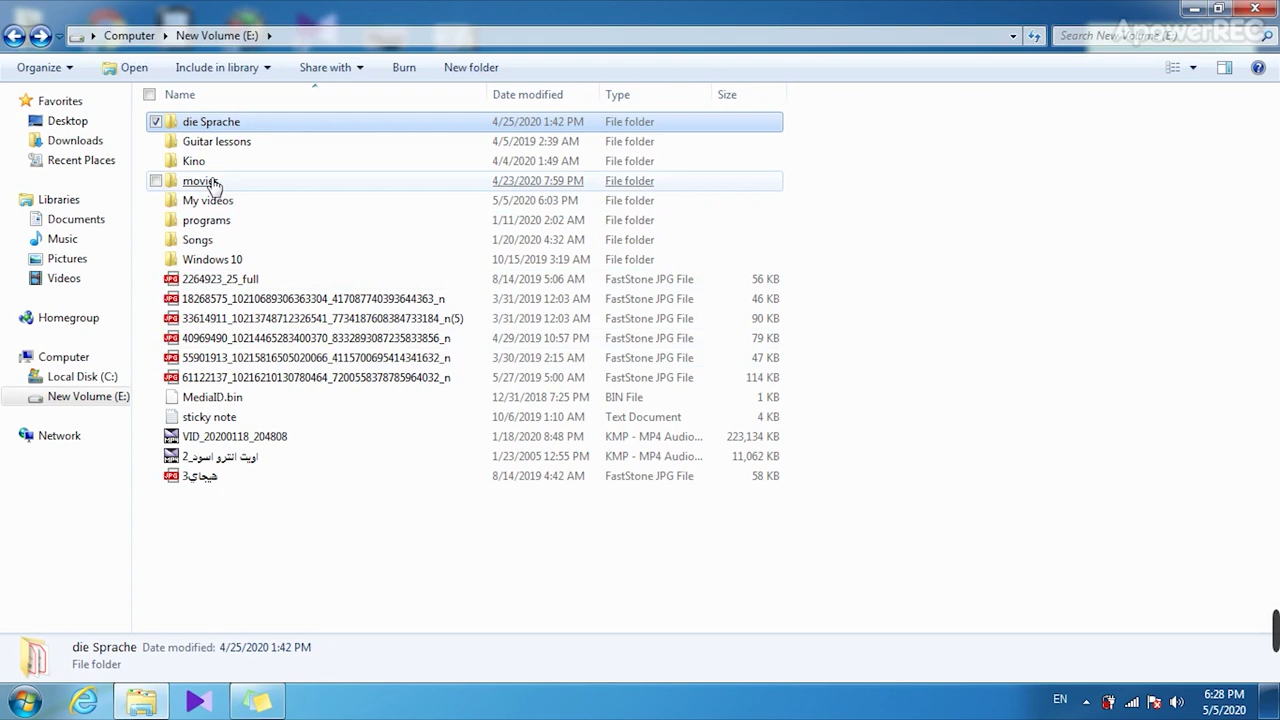 ApowerREC
Computer New Volume (E:) Search New Volume (E:)
Organize Open Include in library Share with Burn New folder
Name Date modified Type Size
Favorites
Desktop
Downloads
Recent Places
Libraries
Documents
Music
Pictures
Videos
Homegroup
Computer
Local Disk (C:)
New Volume (E:)
Network
die Sprache 4/25/2020 1:42 PM File folder
Guitar lessons 4/5/2019 2:39 AM File folder
Kino 4/4/2020 1:49 AM File folder
movies 4/23/2020 7:59 PM File folder
My videos 5/5/2020 6:03 PM File folder
programs 1/11/2020 2:02 AM File folder
Songs 1/20/2020 4:32 AM File folder
Windows 10 10/15/2019 3:19 AM File folder
2264923_25_full 8/14/2019 5:06 AM FastStone JPG File 56 KB
18268575_10210689306363304_417087740393644363_n 3/31/2019 12:03 AM FastStone JPG File 46 KB
33614911_10213748712326541_7734187608384733184_n(5) 3/31/2019 12:03 AM FastStone JPG File 90 KB
40969490_10214465283400370_8332893087235833856_n 4/29/2019 10:57 PM FastStone JPG File 79 KB
55901913_10215816505020066_4115700695414341632_n 3/30/2019 2:15 AM FastStone JPG File 47 KB
61122137_10216210130780464_7200558378785964032_n 5/27/2019 5:00 AM FastStone JPG File 114 KB
MediaID.bin 12/31/2018 7:25 PM BIN File 1 KB
sticky note 10/6/2019 1:10 AM Text Document 4 KB
VID_20200118_204808 1/18/2020 8:48 PM KMP - MP4 Audio... 223,134 KB
اويت انترو اسود_2 1/23/2005 12:55 PM KMP - MP4 Audio... 11,062 KB
شيجاي3 8/14/2019 4:42 AM FastStone JPG File 58 KB
die Sprache Date modified: 4/25/2020 1:42 PM
File folder
EN 6:28 PM
5/5/2020